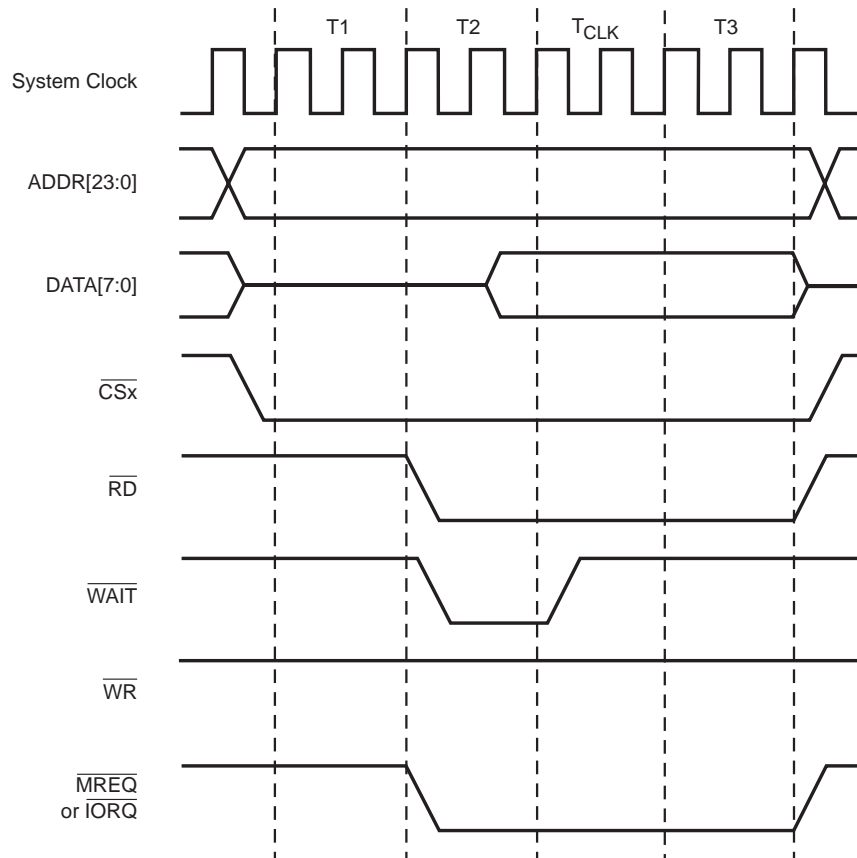 T1 T2 TCLK T3
System Clock
ADDR[23:0]
DATA[7:0]
CSx
RD
WAIT
WR
MREQ
or IORQ